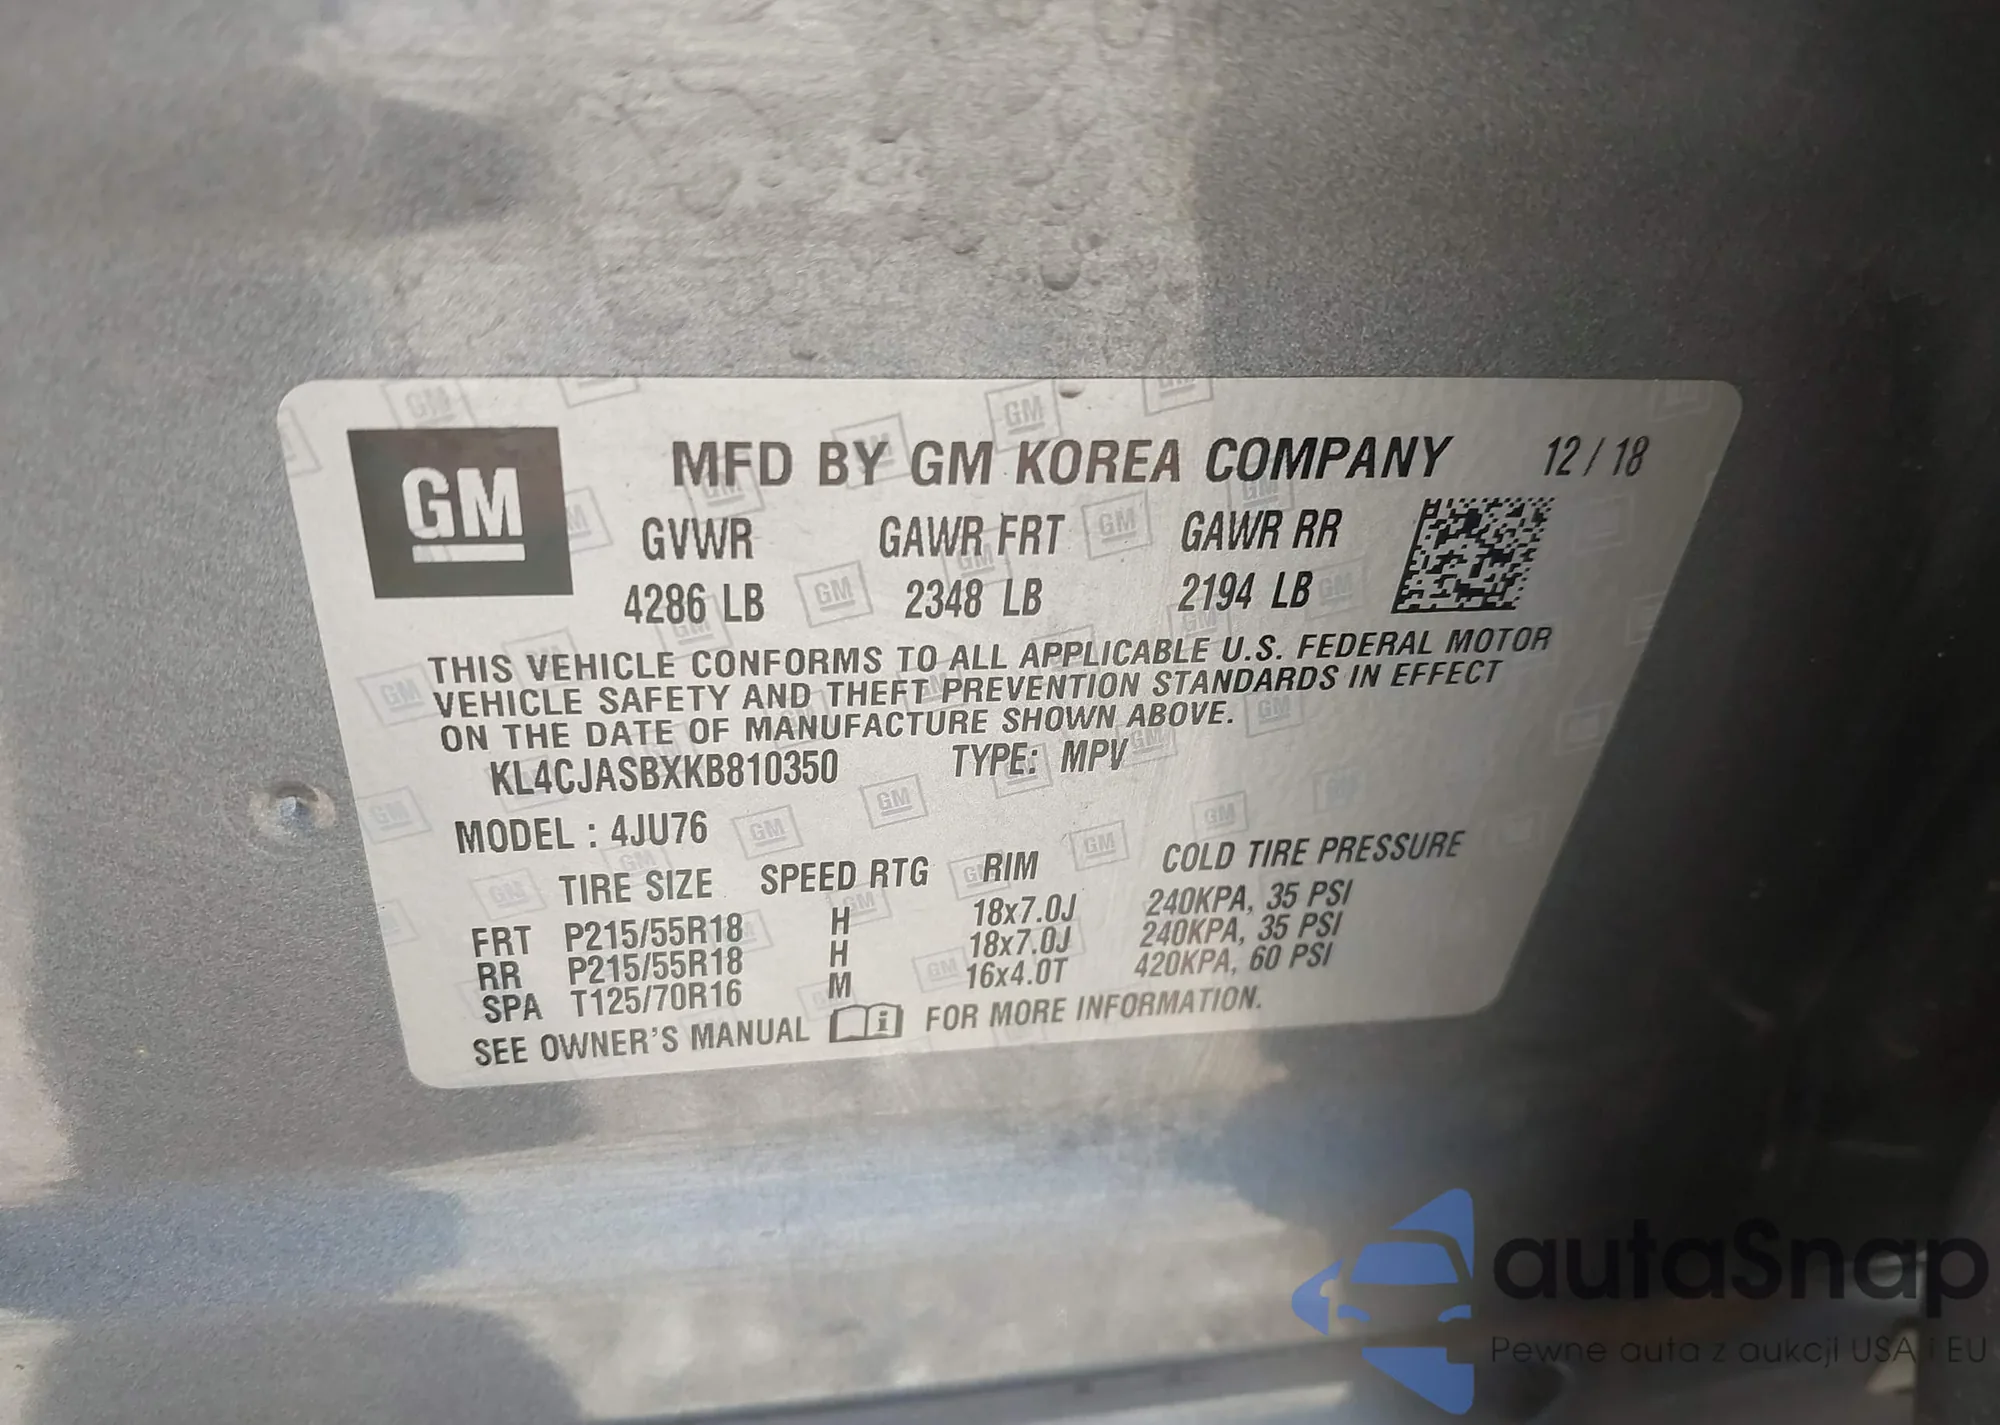 GM
MFD BY GM KOREA COMPANY 12 / 18
GVWR GAWR FRT GAWR RR
4286 LB 2348 LB 2194 LB
THIS VEHICLE CONFORMS TO ALL APPLICABLE U.S. FEDERAL MOTOR
VEHICLE SAFETY AND THEFT PREVENTION STANDARDS IN EFFECT
ON THE DATE OF MANUFACTURE SHOWN ABOVE.
KL4CJASBXKB810350 TYPE: MPV
MODEL : 4JU76
TIRE SIZE SPEED RTG RIM COLD TIRE PRESSURE
FRT P215/55R18 H 18x7.0J 240KPA, 35 PSI
RR P215/55R18 H 18x7.0J 240KPA, 35 PSI
SPA T125/70R16 M 16x4.0T 420KPA, 60 PSI
SEE OWNER'S MANUAL i FOR MORE INFORMATION.
autaSnap
Pewne auta z aukcji USA i EU